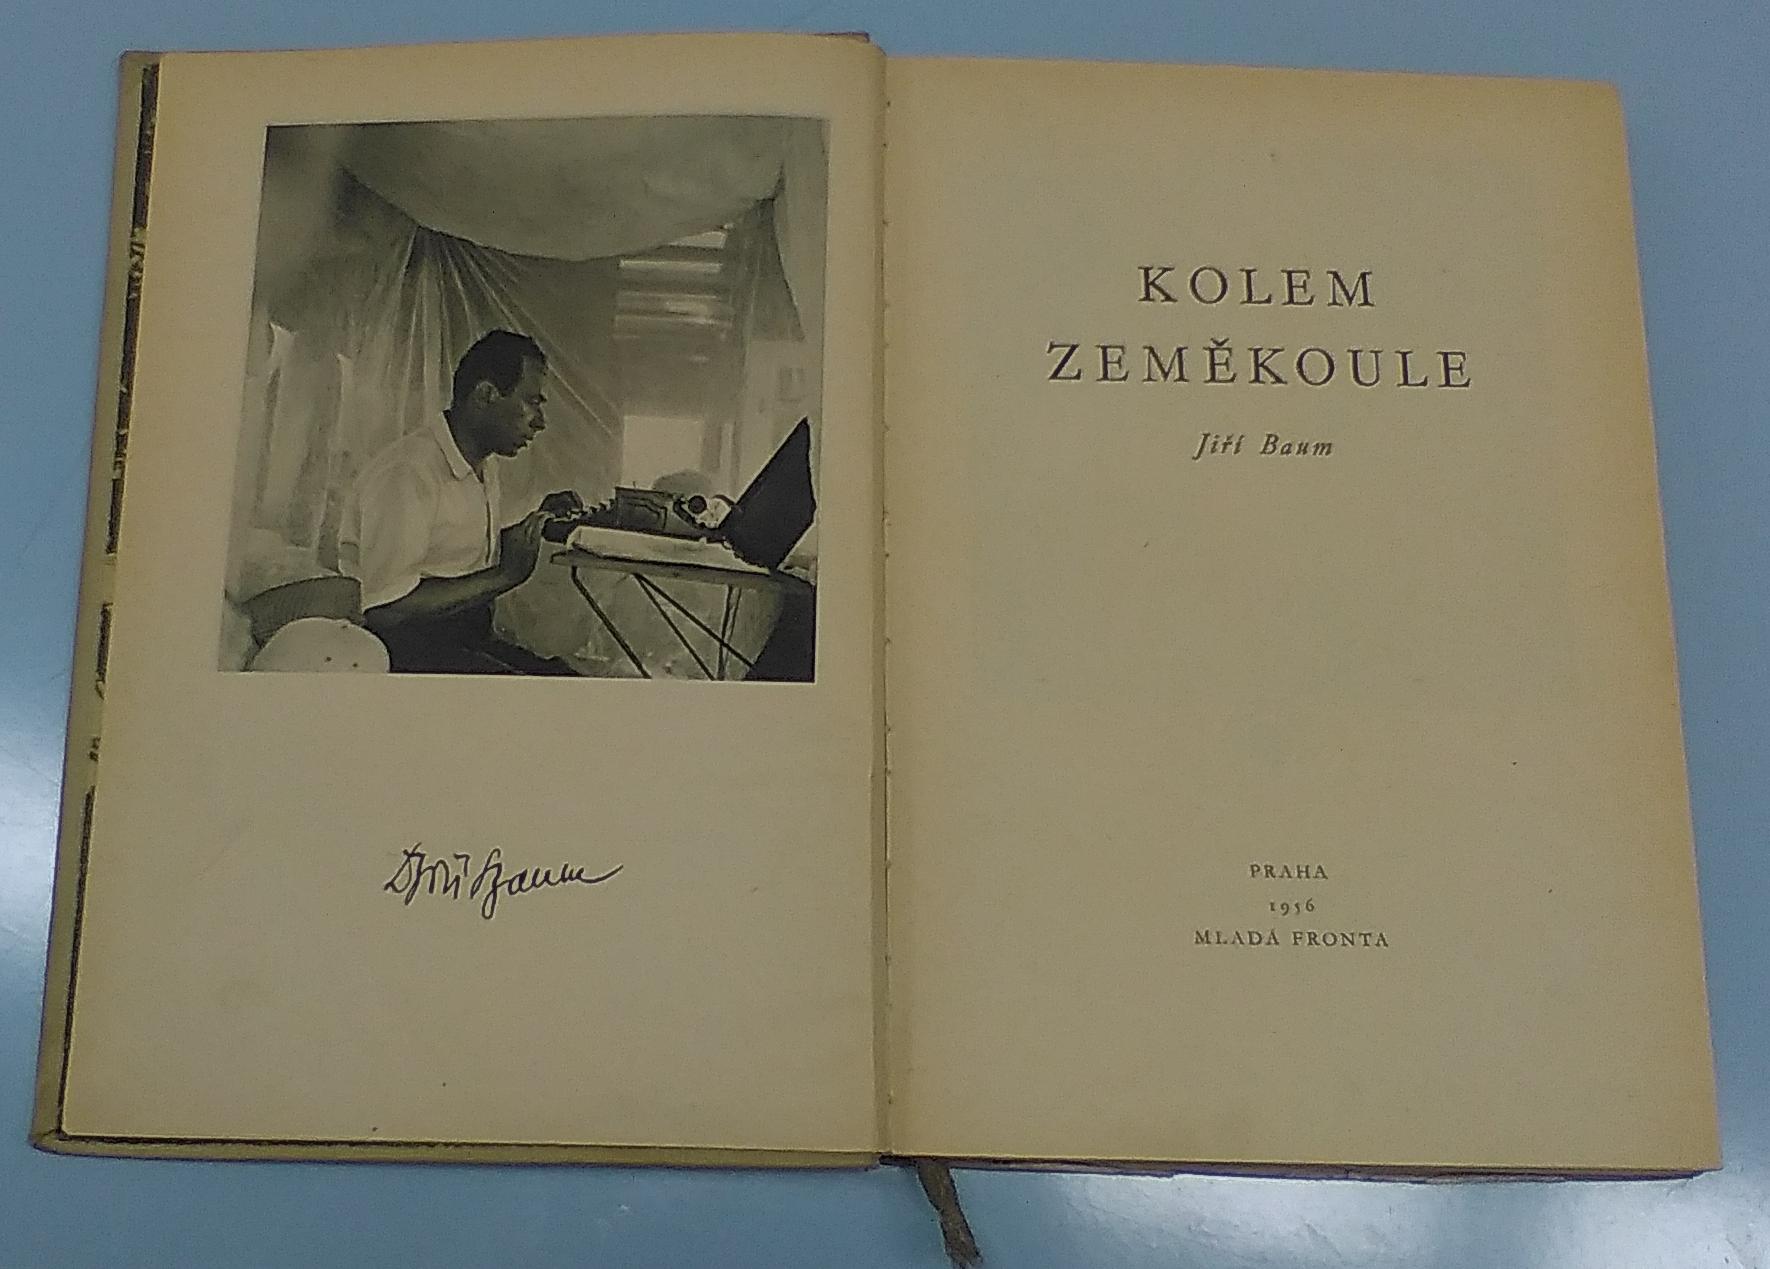 Jiří Baum
KOLEM
ZEMĚKOULE
Jiří Baum
PRAHA
1956
MLADÁ FRONTA